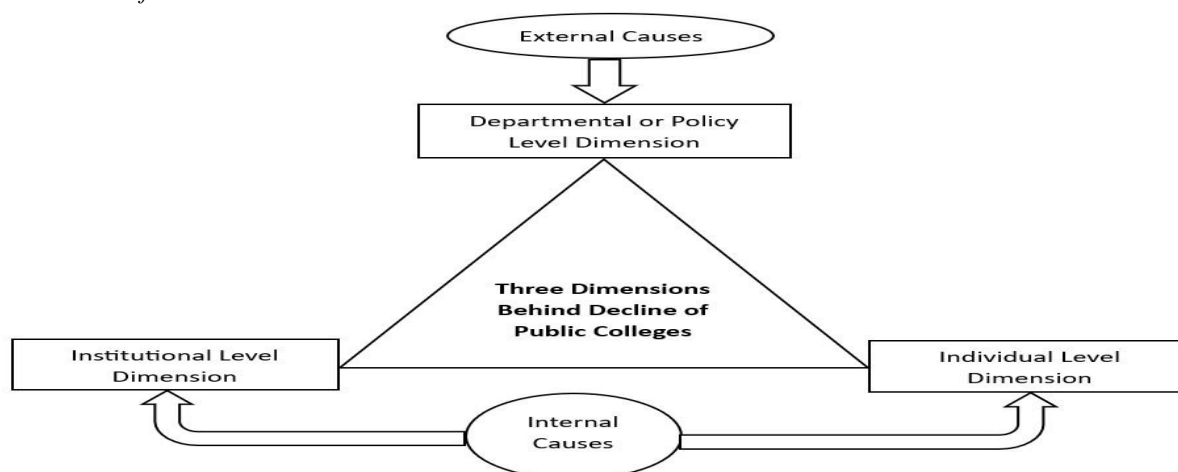 External Causes
Departmental or Policy
Level Dimension
Three Dimensions
Behind Decline of
Public Colleges
Institutional Level
Dimension
Individual Level
Dimension
Internal
Causes